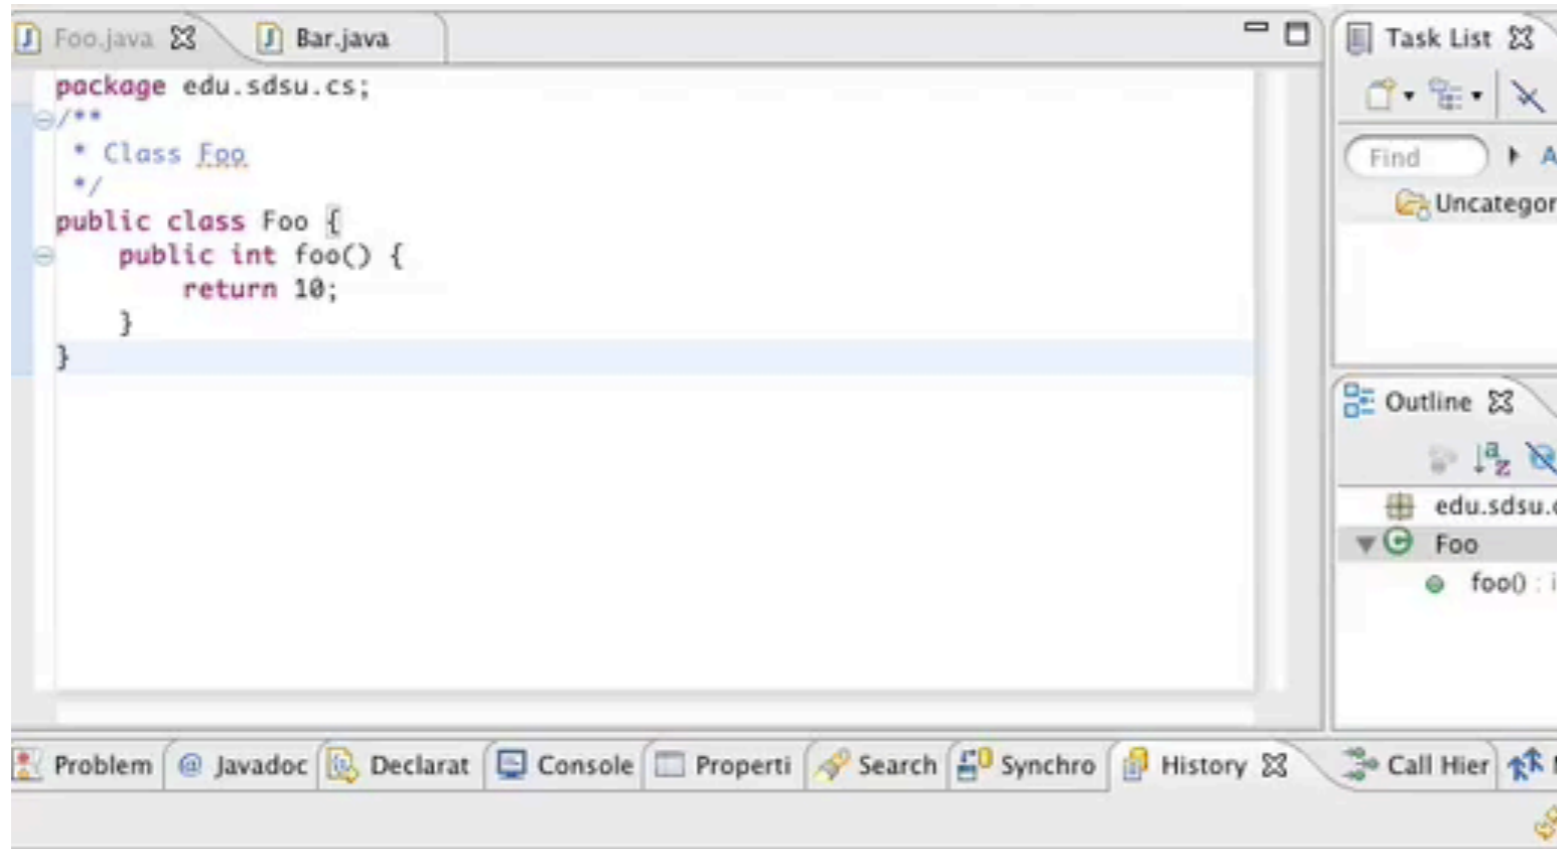 Foo.java Bar.java
package edu.sdsu.cs;
/**
 * Class Foo
 */
public class Foo {
    public int foo() {
        return 10;
    }
}
Task List
Find
Uncategor
Outline
edu.sdsu.c
Foo
foo() : i
Problem @ Javadoc Declarat Console Properti Search Synchro History Call Hier